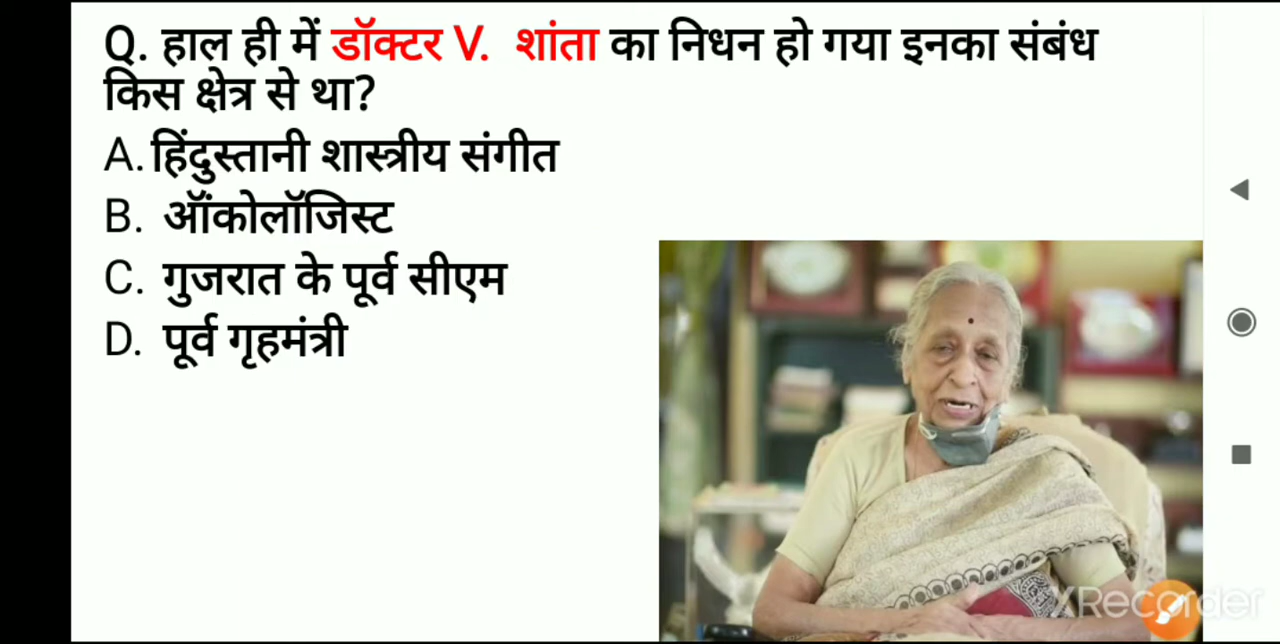 Q. हाल ही में डॉक्टर V. शांता का निधन हो गया इनका संबंध
किस क्षेत्र से था?
A. हिंदुस्तानी शास्त्रीय संगीत
B. ऑंकोलॉजिस्ट
C. गुजरात के पूर्व सीएम
D. पूर्व गृहमंत्री
XRecorder